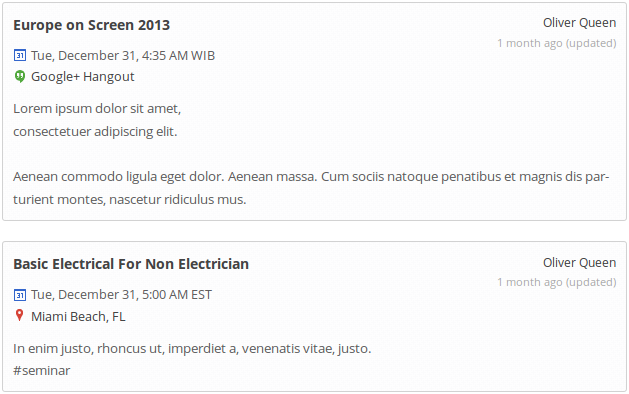 Europe on Screen 2013
Oliver Queen
1 month ago (updated)
31 Tue, December 31, 4:35 AM WIB
Google+ Hangout
Lorem ipsum dolor sit amet,
consectetuer adipiscing elit.
Aenean commodo ligula eget dolor. Aenean massa. Cum sociis natoque penatibus et magnis dis par-
turient montes, nascetur ridiculus mus.
Basic Electrical For Non Electrician
Oliver Queen
1 month ago (updated)
31 Tue, December 31, 5:00 AM EST
Miami Beach, FL
In enim justo, rhoncus ut, imperdiet a, venenatis vitae, justo.
#seminar